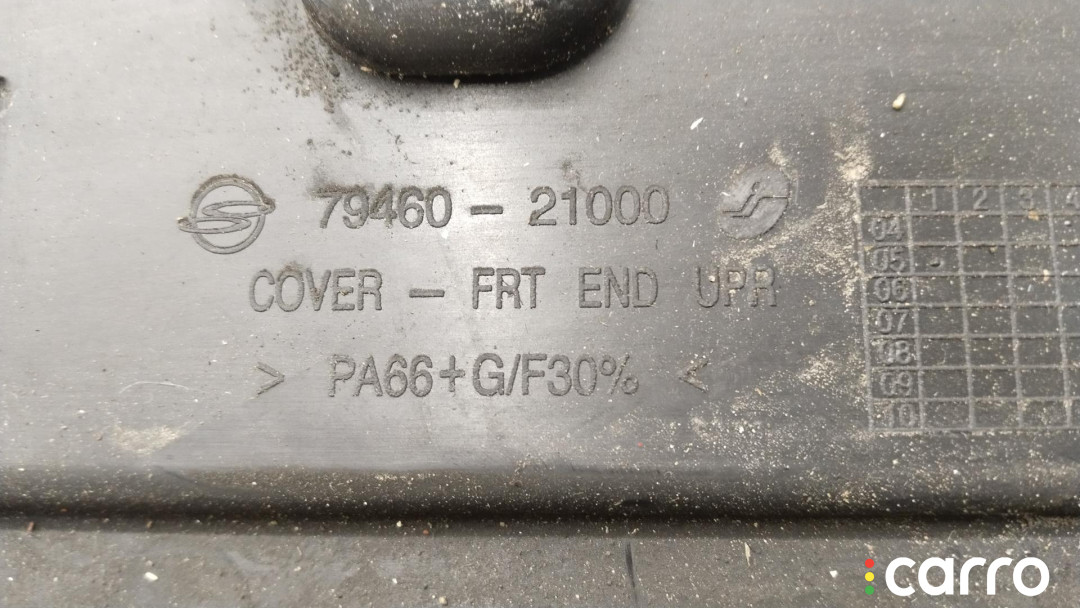 79460 - 21000
COVER - FRT END UPR
> PA66+G/F30% <
1 2 3 4
04
05
06
07
08
09
10
carro